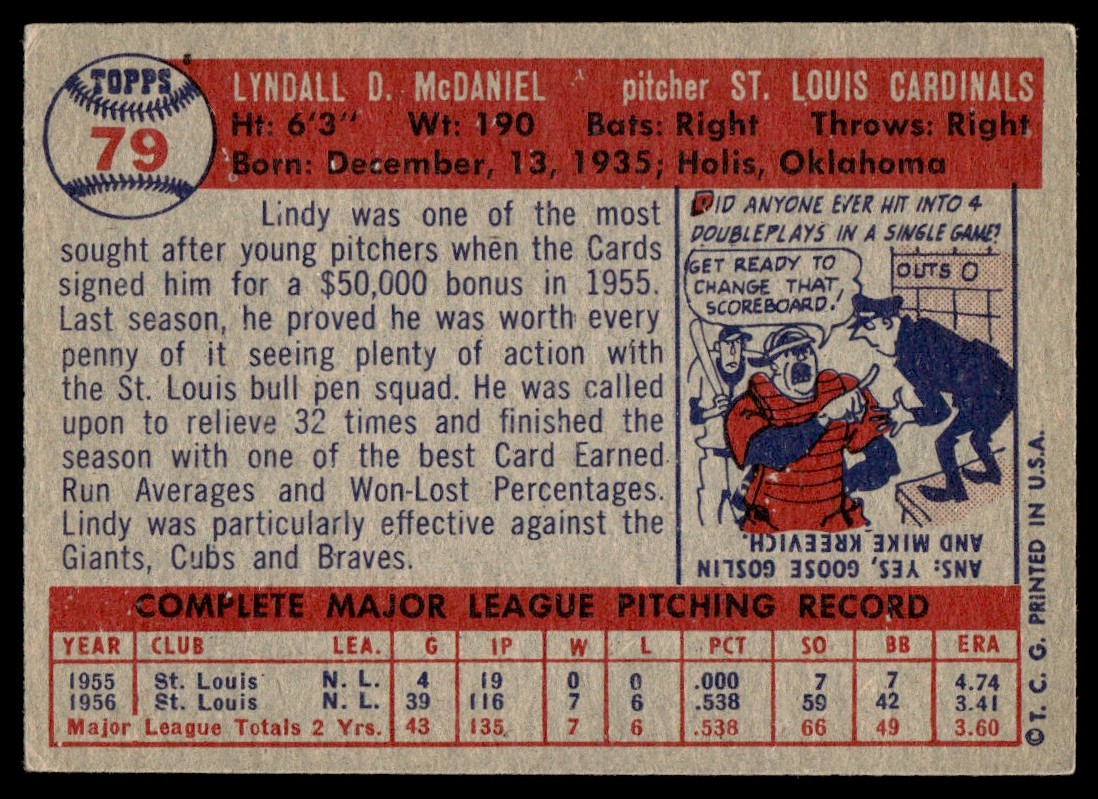 TOPPS
79
LYNDALL D. McDANIEL pitcher ST. LOUIS CARDINALS
Ht: 6'3" Wt: 190 Bats: Right Throws: Right
Born: December, 13, 1935; Holis, Oklahoma
Lindy was one of the most
sought after young pitchers when the Cards
signed him for a $50,000 bonus in 1955.
Last season, he proved he was worth every
penny of it seeing plenty of action with
the St. Louis bull pen squad. He was called
upon to relieve 32 times and finished the
season with one of the best Card Earned
Run Averages and Won-Lost Percentages.
Lindy was particularly effective against the
Giants, Cubs and Braves.
DID ANYONE EVER HIT INTO 4
DOUBLEPLAYS IN A SINGLE GAME?
GET READY TO
CHANGE THAT
SCOREBOARD!
OUTS 0
ANS: YES, GOOSE GOSLIN
AND MIKE KREEVICH.
COMPLETE MAJOR LEAGUE PITCHING RECORD
YEAR CLUB LEA. G IP W L PCT SO BB ERA
1955 St. Louis N. L. 4 19 0 0 .000 7 7 4.74
1956 St. Louis N. L. 39 116 7 6 .538 59 42 3.41
Major League Totals 2 Yrs. 43 135 7 6 .538 66 49 3.60
© T. C. G. PRINTED IN U.S.A.